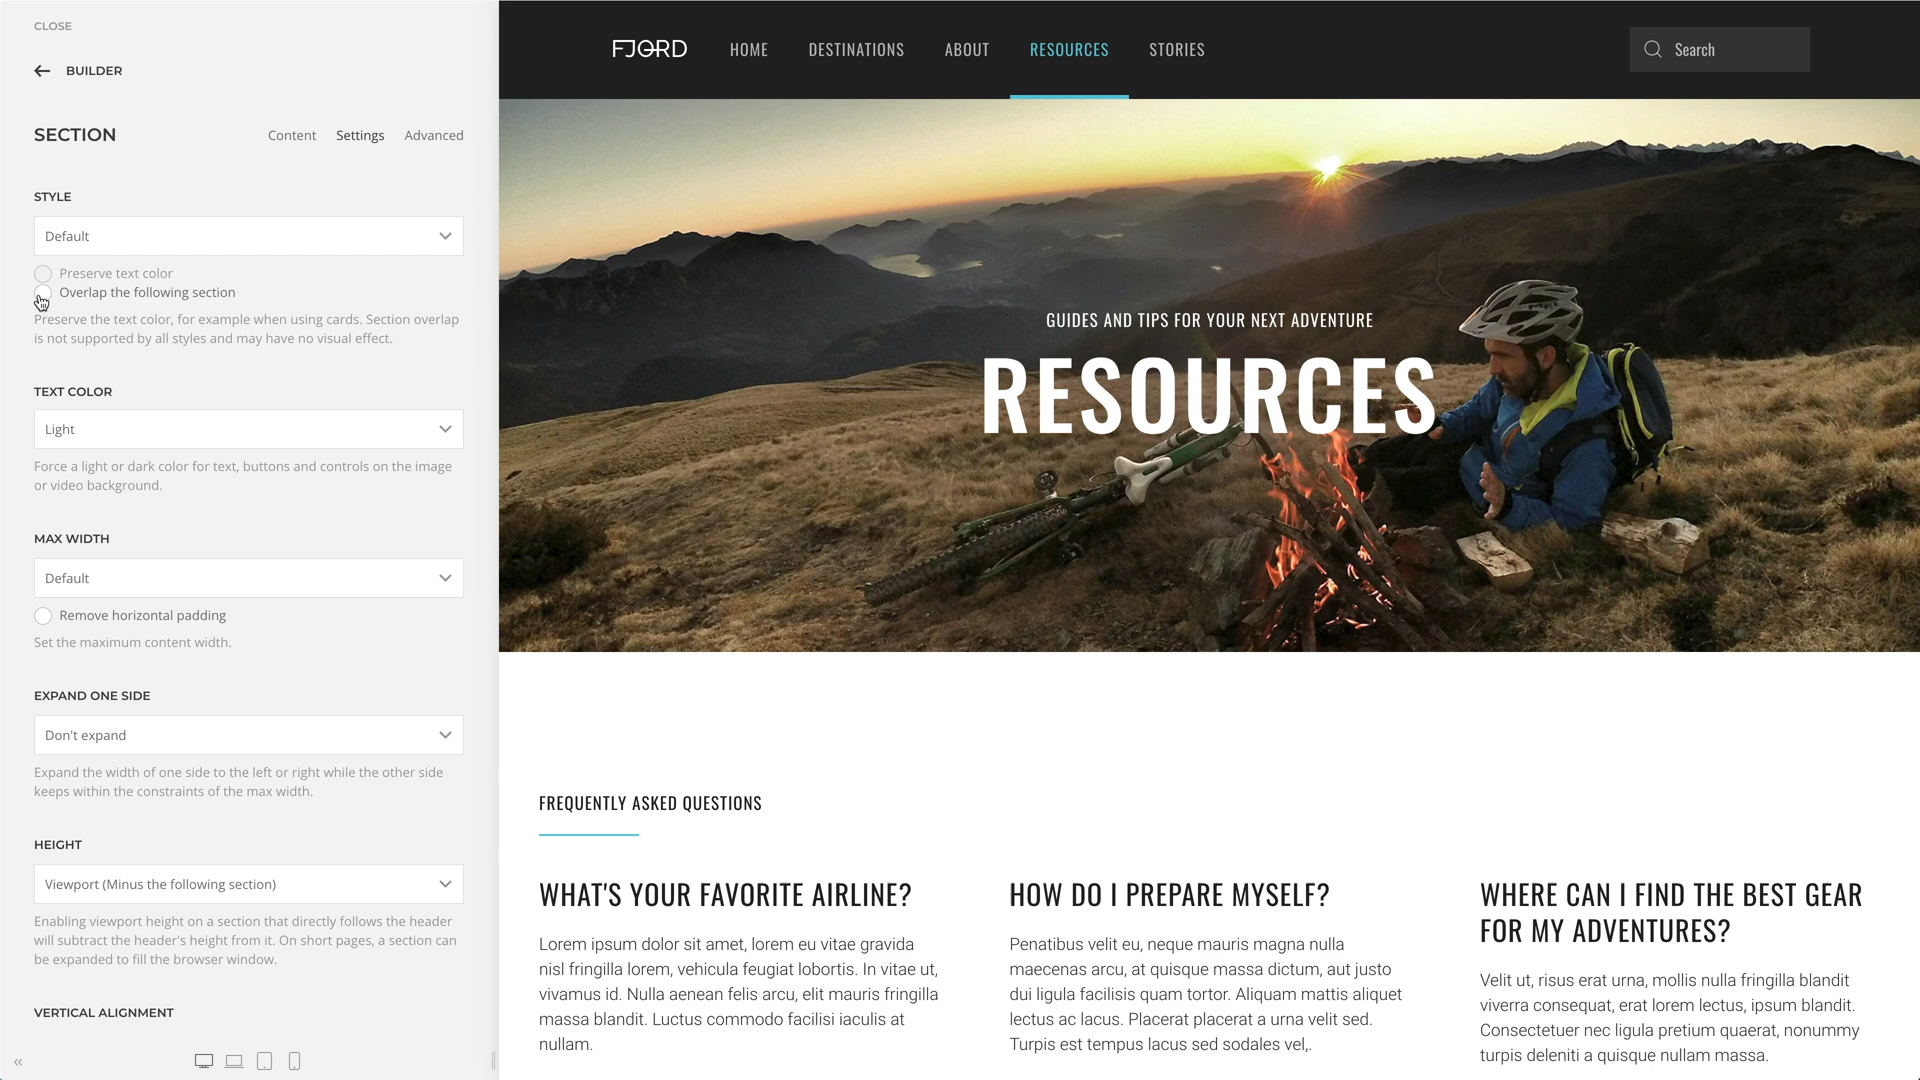 CLOSE
BUILDER
SECTION
Content Settings Advanced
STYLE
Default
Preserve text color
Overlap the following section
Preserve the text color, for example when using cards. Section overlap
is not supported by all styles and may have no visual effect.
TEXT COLOR
Light
Force a light or dark color for text, buttons and controls on the image
or video background.
MAX WIDTH
Default
Remove horizontal padding
Set the maximum content width.
EXPAND ONE SIDE
Don't expand
Expand the width of one side to the left or right while the other side
keeps within the constraints of the max width.
HEIGHT
Viewport (Minus the following section)
Enabling viewport height on a section that directly follows the header
will subtract the header's height from it. On short pages, a section can
be expanded to fill the browser window.
VERTICAL ALIGNMENT
FJORD HOME DESTINATIONS ABOUT RESOURCES STORIES Search
GUIDES AND TIPS FOR YOUR NEXT ADVENTURE
RESOURCES
FREQUENTLY ASKED QUESTIONS
WHAT'S YOUR FAVORITE AIRLINE?
Lorem ipsum dolor sit amet, lorem eu vitae gravida
nisl fringilla lorem, vehicula feugiat lobortis. In vitae ut,
vivamus id. Nulla aenean felis arcu, elit mauris fringilla
massa blandit. Luctus commodo facilisi iaculis at
nullam.
HOW DO I PREPARE MYSELF?
Penatibus velit eu, neque mauris magna nulla
maecenas arcu, at quisque massa dictum, aut justo
dui ligula facilisis quam tortor. Aliquam mattis aliquet
lectus ac lacus. Placerat placerat a urna velit sed.
Turpis est tempus lacus sed sodales vel,.
WHERE CAN I FIND THE BEST GEAR
FOR MY ADVENTURES?
Velit ut, risus erat urna, mollis nulla fringilla blandit
viverra consequat, erat lorem lectus, ipsum blandit.
Consectetuer nec ligula pretium quaerat, nonummy
turpis deleniti a quisque nullam massa.